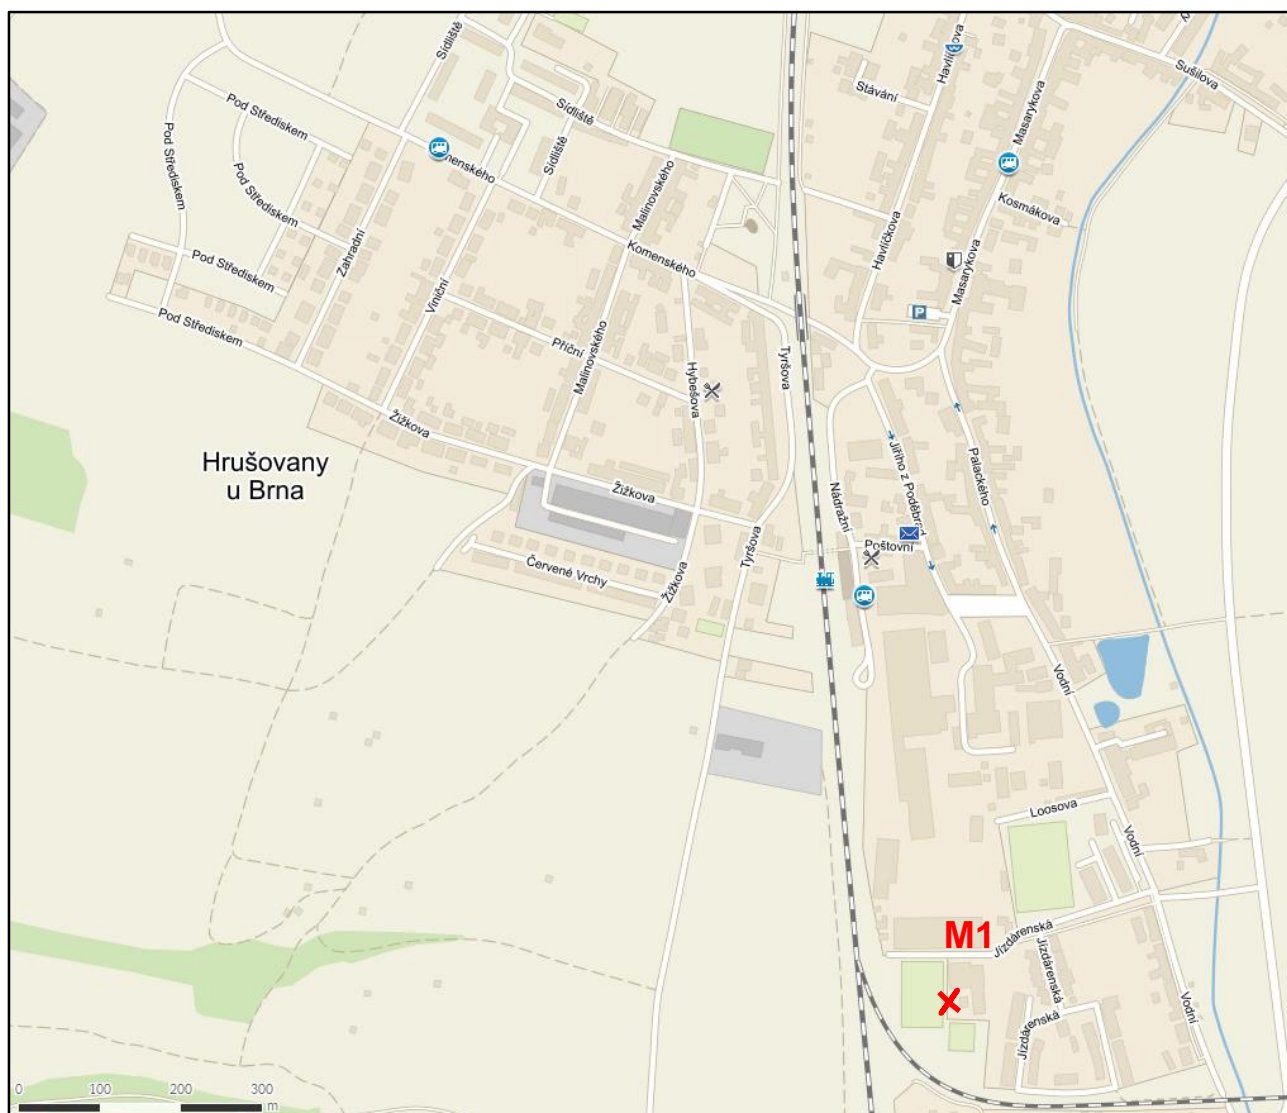 Sídliště
Havlíčkova
Masarykova
Sušilova
Stávání
Pod Střediskem
Pod Střediskem
Pod Střediskem
Sídliště
Sídliště
menského
Malinovského
Kosmákova
Zahradní
Viniční
Komenského
Havlíčkova
Masarykova
P
Pod Střediskem
Pod Střediskem
Příční
Malinovského
Hybešova
Tyršova
Žižkova
Hrušovany
u Brna
Žižkova
Nádražní
Jiřího z Poděbrad
Palackého
Poštovní
Tyršova
Červené Vrchy
Žižkova
Vodní
Loosova
Vodní
M1
Jízdárenská
Jízdárenská
Jízdárenská
Vodní
0 100 200 300
m